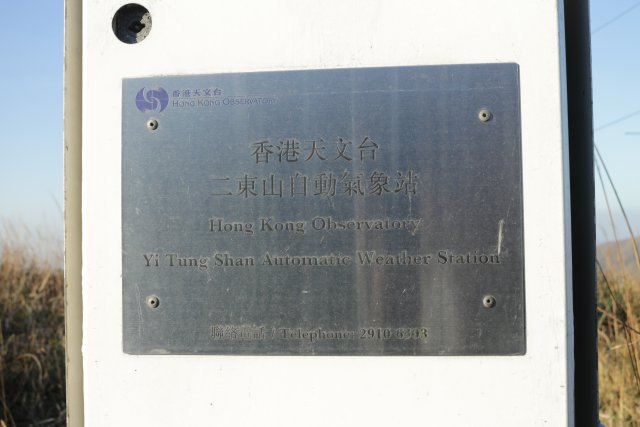 香港天文台
HONG KONG OBSERVATORY
香港天文台
二東山自動氣象站
Hong Kong Observatory
Yi Tung Shan Automatic Weather Station
聯絡電話 / Telephone: 2910 6393